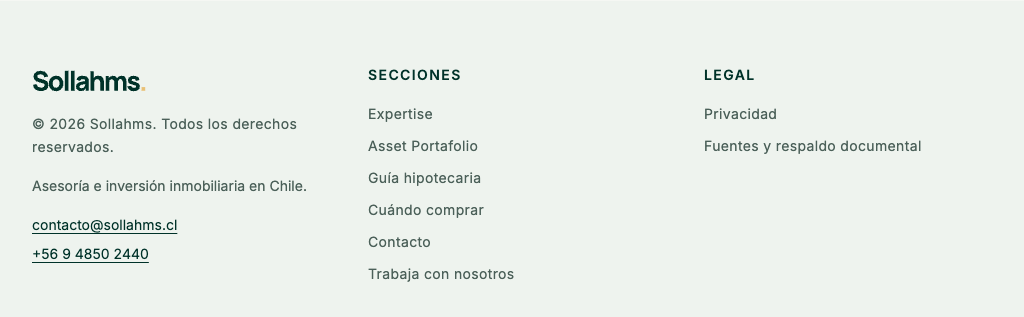 Sollahms.
© 2026 Sollahms. Todos los derechos
reservados.
Asesoría e inversión inmobiliaria en Chile.
contacto@sollahms.cl
+56 9 4850 2440
SECCIONES
Expertise
Asset Portafolio
Guía hipotecaria
Cuándo comprar
Contacto
Trabaja con nosotros
LEGAL
Privacidad
Fuentes y respaldo documental